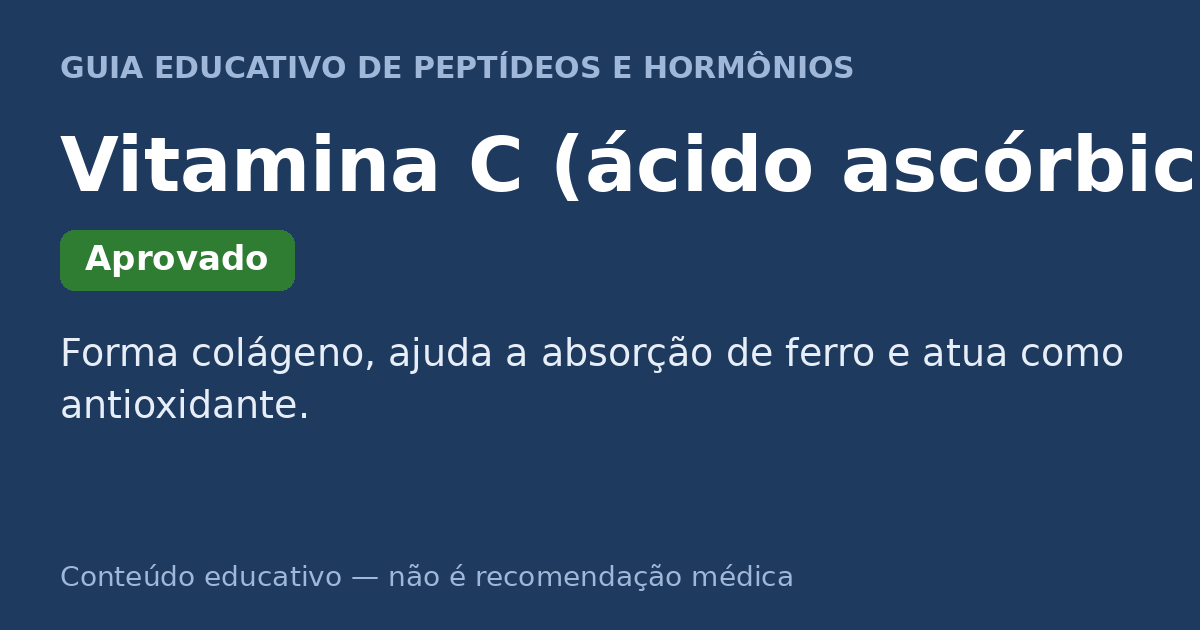 GUIA EDUCATIVO DE PEPTÍDEOS E HORMÔNIOS
Vitamina C (ácido ascórbic
Aprovado
Forma colágeno, ajuda a absorção de ferro e atua como
antioxidante.
Conteúdo educativo — não é recomendação médica